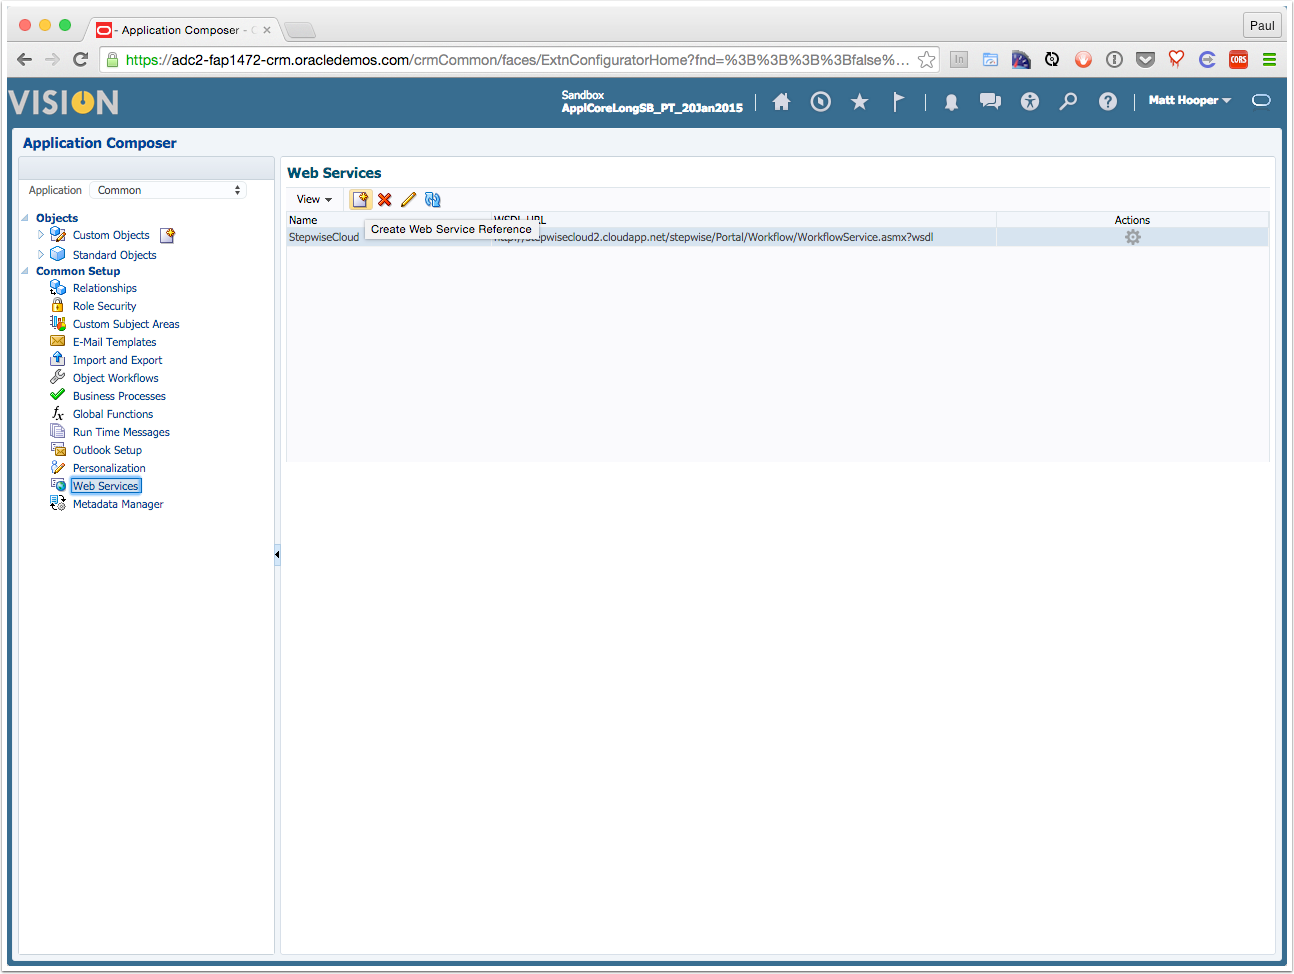 - Application Composer -
Paul
https://adc2-fap1472-crm.oracledemos.com/crmCommon/faces/ExtnConfiguratorHome?fnd=%3B%3B%3B%3Bfalse%...
CORS
VISION
Sandbox
ApplCoreLongSB_PT_20Jan2015
Matt Hooper
Application Composer
Application Common
Objects
Custom Objects
Standard Objects
Common Setup
Relationships
Role Security
Custom Subject Areas
E-Mail Templates
Import and Export
Object Workflows
Business Processes
Global Functions
Run Time Messages
Outlook Setup
Personalization
Web Services
Metadata Manager
Web Services
View
Name WSDL URL Actions
Create Web Service Reference
StepwiseCloud http://stepwisecloud2.cloudapp.net/stepwise/Portal/Workflow/WorkflowService.asmx?wsdl